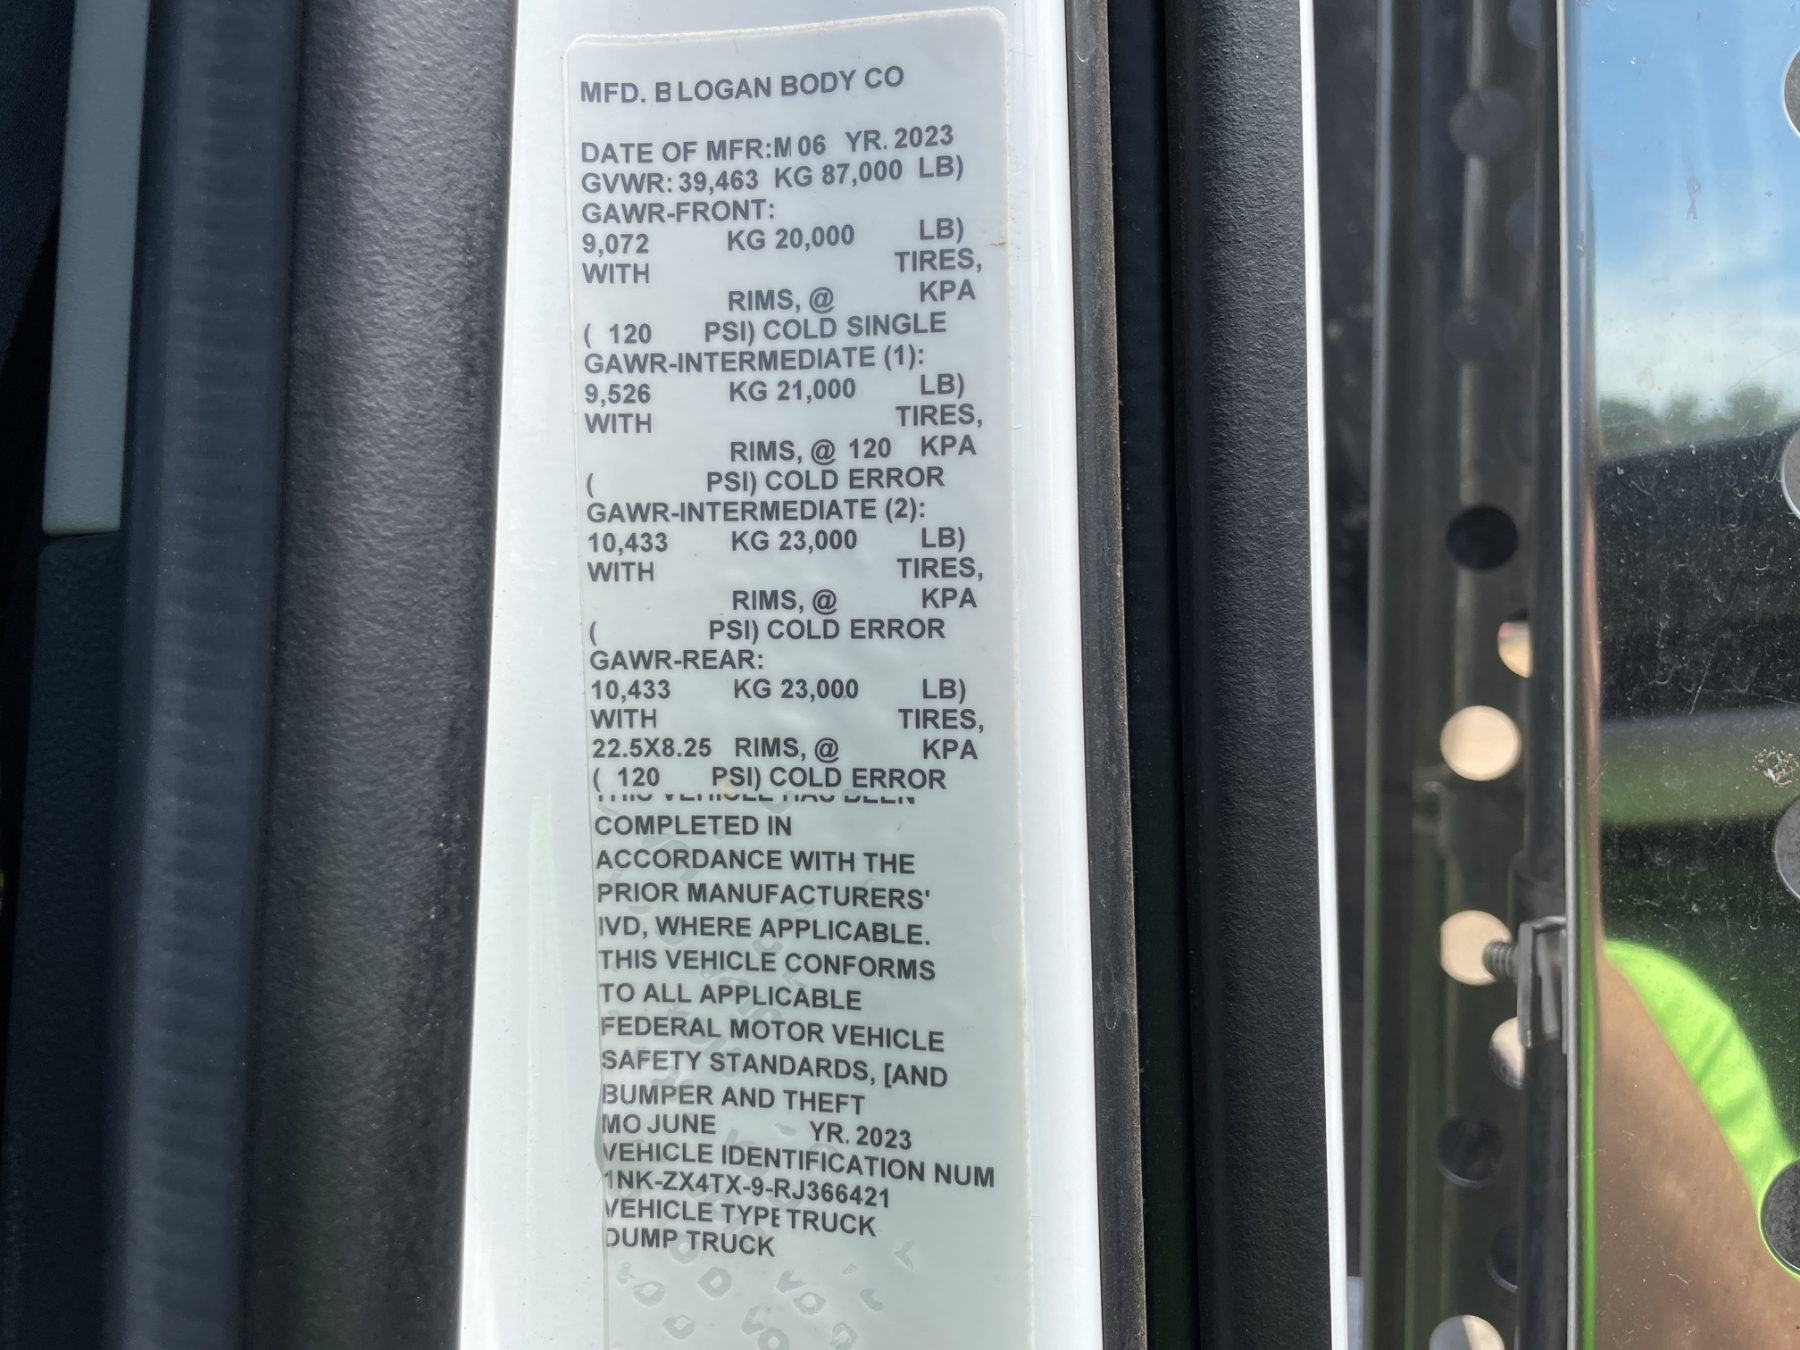 MFD. B LOGAN BODY CO
DATE OF MFR:M 06 YR. 2023
GVWR: 39,463 KG 87,000 LB)
GAWR-FRONT:
9,072 KG 20,000 LB)
WITH TIRES,
RIMS, @ KPA
( 120 PSI) COLD SINGLE
GAWR-INTERMEDIATE (1):
9,526 KG 21,000 LB)
WITH TIRES,
RIMS, @ 120 KPA
( PSI) COLD ERROR
GAWR-INTERMEDIATE (2):
10,433 KG 23,000 LB)
WITH TIRES,
RIMS, @ KPA
( PSI) COLD ERROR
GAWR-REAR:
10,433 KG 23,000 LB)
WITH TIRES,
22.5X8.25 RIMS, @ KPA
( 120 PSI) COLD ERROR
THIS VEHICLE HAS BEEN
COMPLETED IN
ACCORDANCE WITH THE
PRIOR MANUFACTURERS'
IVD, WHERE APPLICABLE.
THIS VEHICLE CONFORMS
TO ALL APPLICABLE
FEDERAL MOTOR VEHICLE
SAFETY STANDARDS, [AND
BUMPER AND THEFT
MO JUNE YR. 2023
VEHICLE IDENTIFICATION NUM
1NK-ZX4TX-9-RJ366421
VEHICLE TYPE TRUCK
DUMP TRUCK